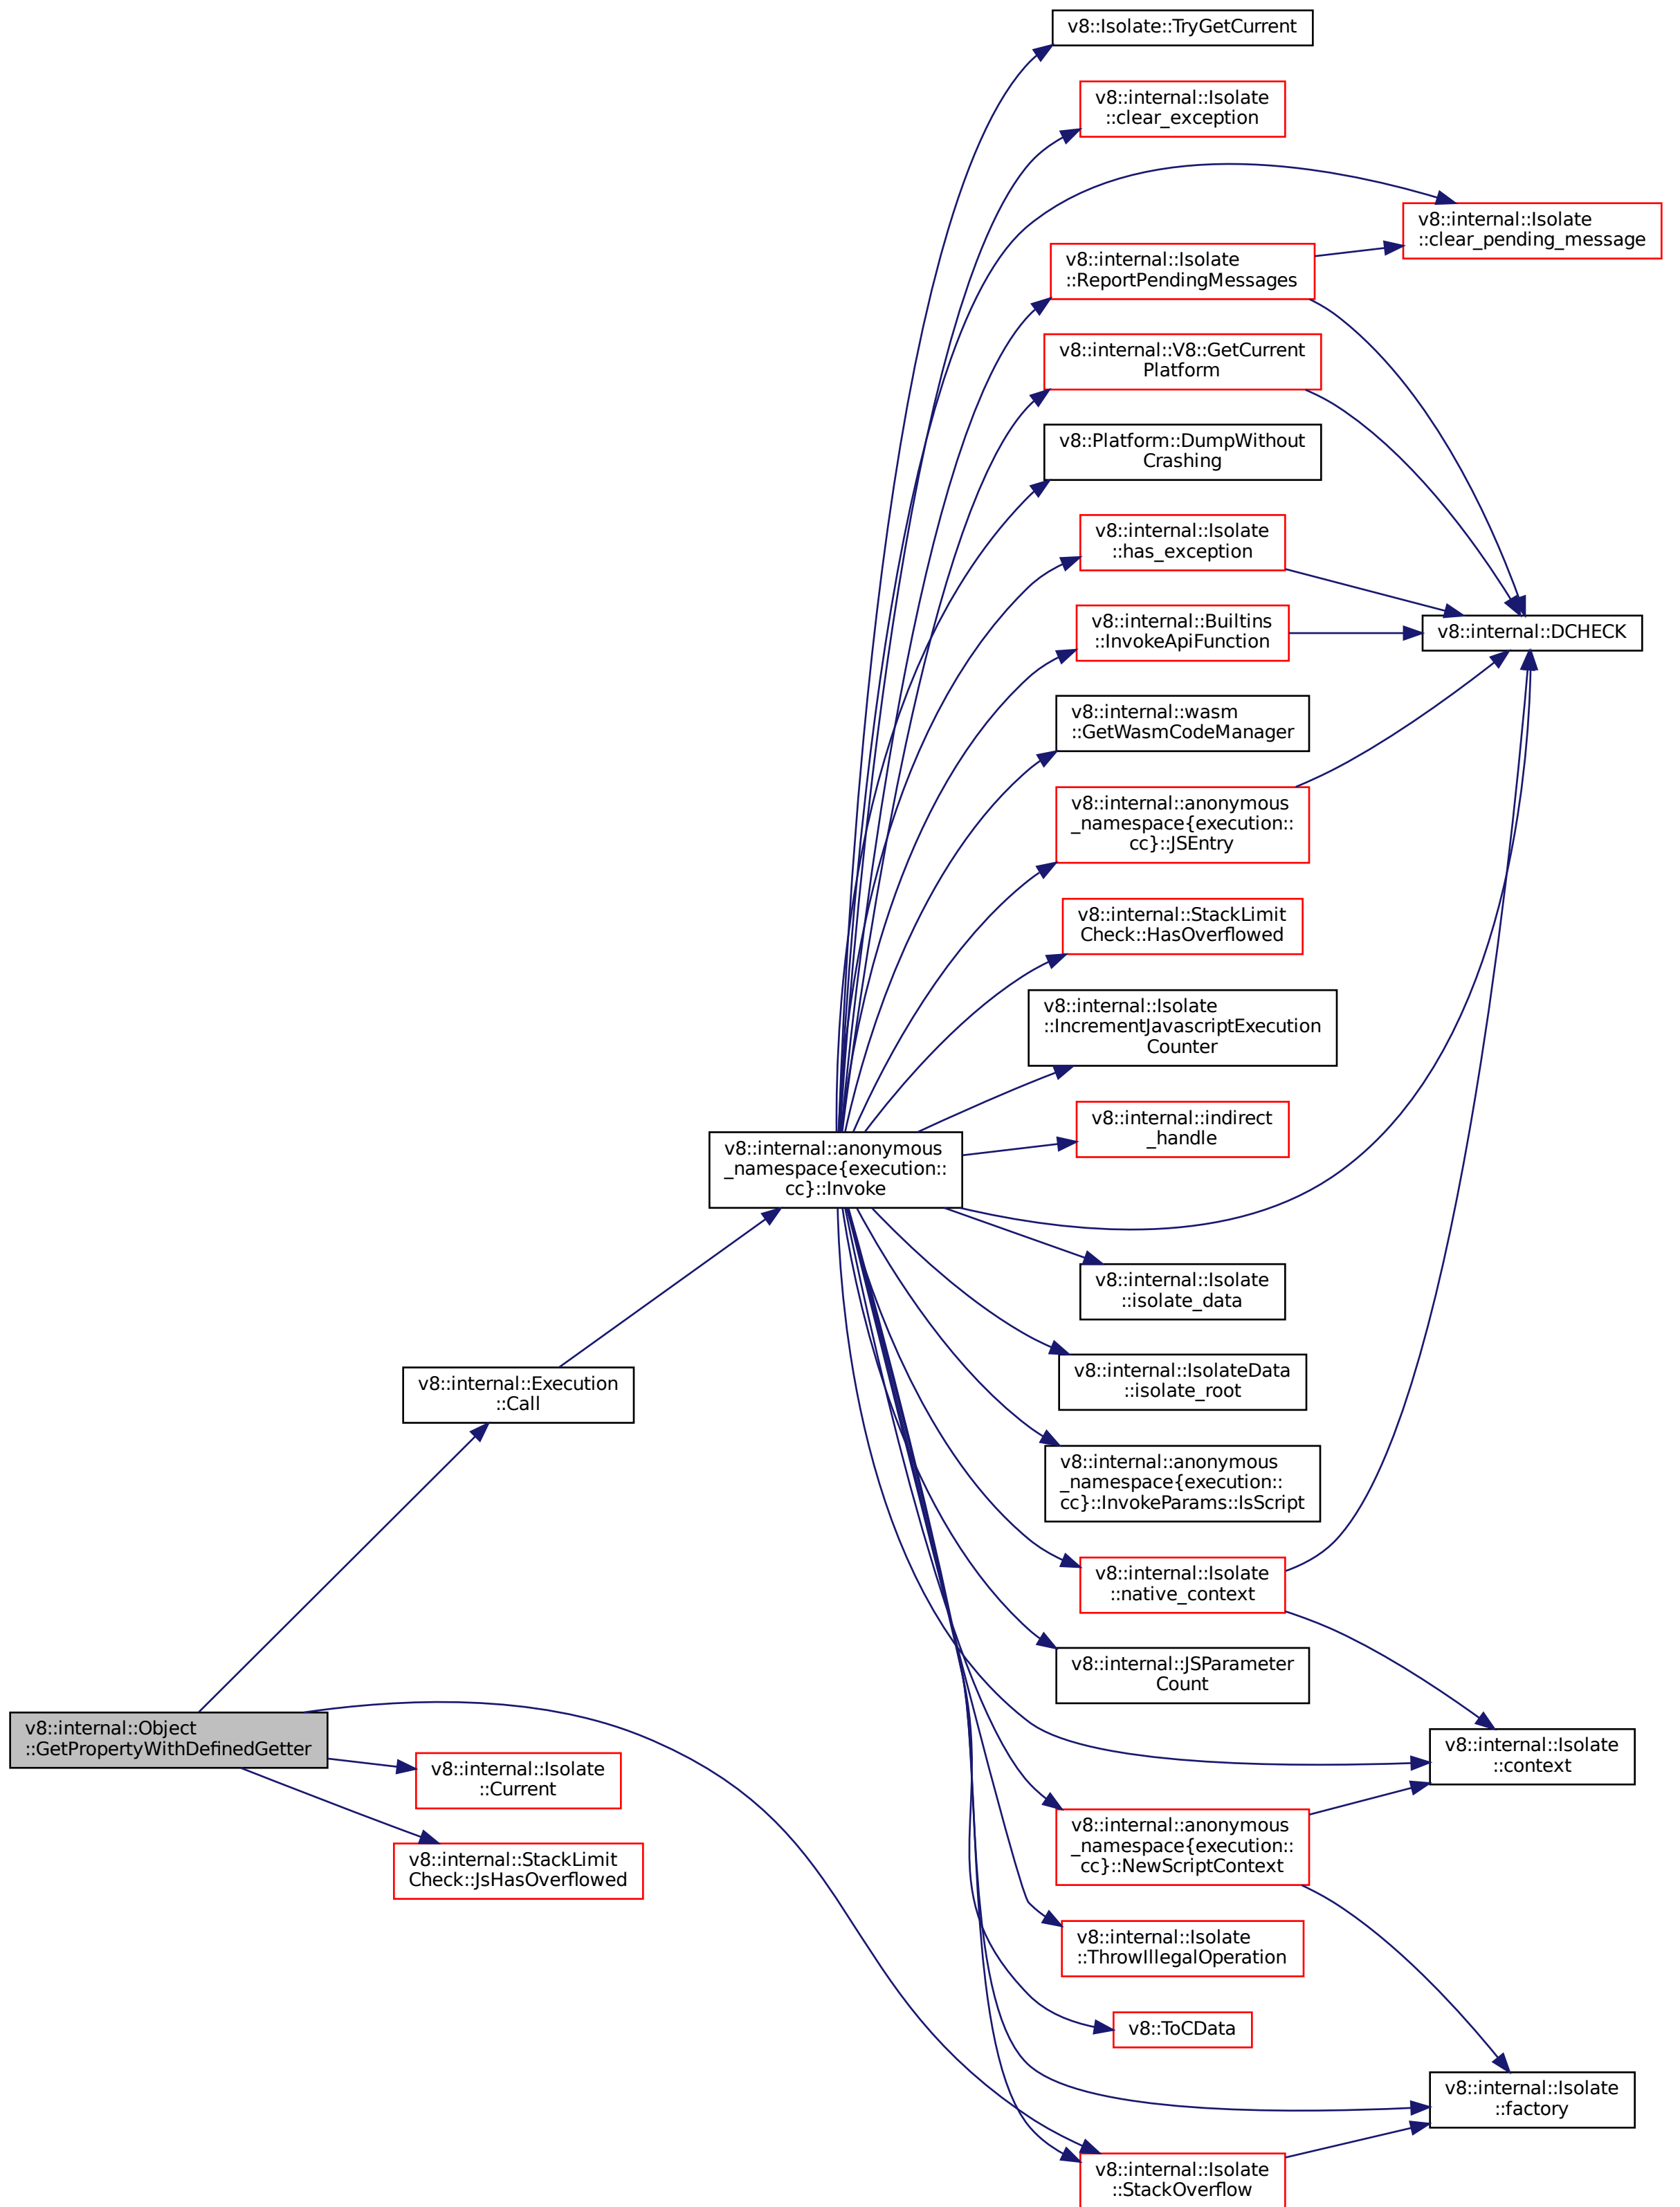 v8::Isolate::TryGetCurrent
v8::internal::Isolate
::clear_exception
v8::internal::Isolate
::clear_pending_message
v8::internal::Isolate
::ReportPendingMessages
v8::internal::V8::GetCurrent
Platform
v8::Platform::DumpWithout
Crashing
v8::internal::Isolate
::has_exception
v8::internal::Builtins
::InvokeApiFunction
v8::internal::DCHECK
v8::internal::wasm
::GetWasmCodeManager
v8::internal::anonymous
_namespace{execution::
cc}::JSEntry
v8::internal::StackLimit
Check::HasOverflowed
v8::internal::Isolate
::IncrementJavascriptExecution
Counter
v8::internal::indirect
_handle
v8::internal::anonymous
_namespace{execution::
cc}::Invoke
v8::internal::Isolate
::isolate_data
v8::internal::IsolateData
::isolate_root
v8::internal::Execution
::Call
v8::internal::anonymous
_namespace{execution::
cc}::InvokeParams::IsScript
v8::internal::Isolate
::native_context
v8::internal::JSParameter
Count
v8::internal::Object
::GetPropertyWithDefinedGetter
v8::internal::Isolate
::Current
v8::internal::Isolate
::context
v8::internal::StackLimit
Check::JsHasOverflowed
v8::internal::anonymous
_namespace{execution::
cc}::NewScriptContext
v8::internal::Isolate
::ThrowIllegalOperation
v8::ToCData
v8::internal::Isolate
::factory
v8::internal::Isolate
::StackOverflow